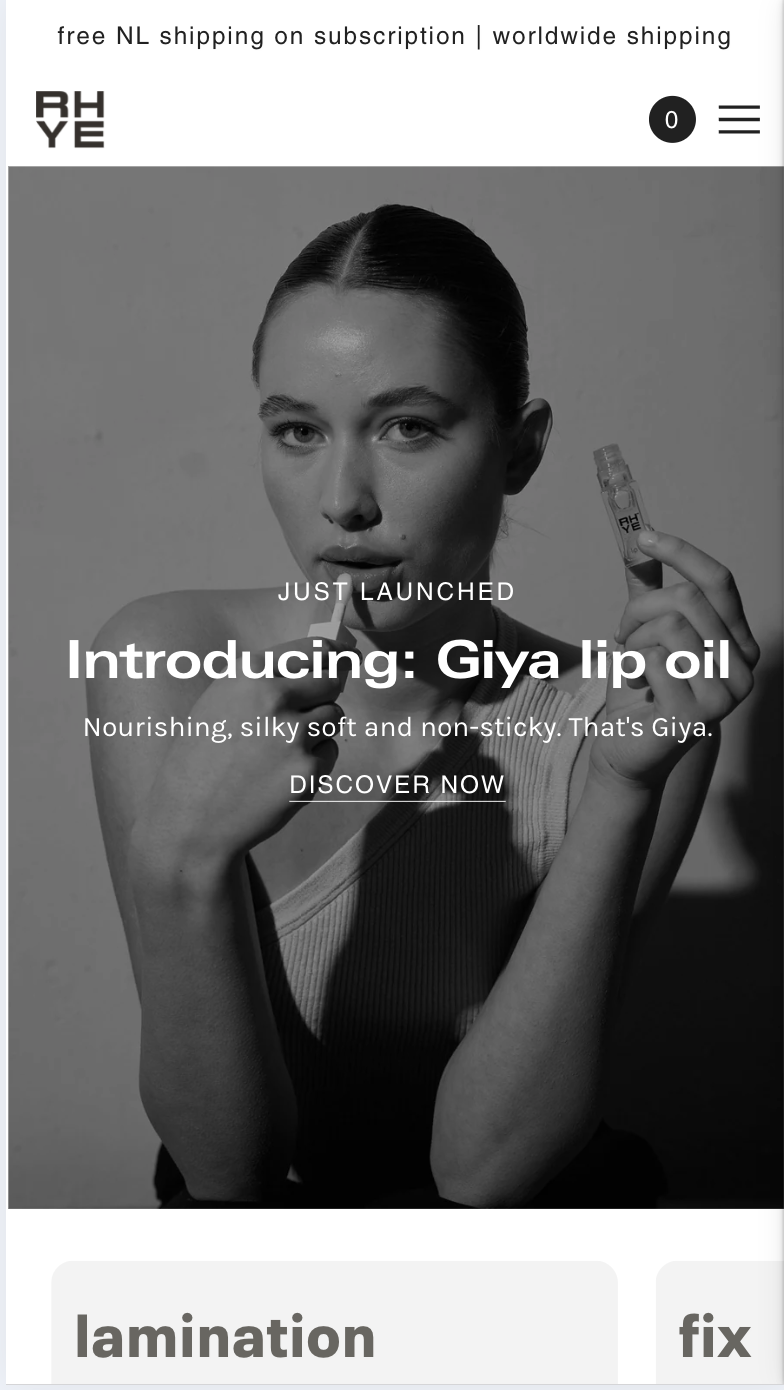 free NL shipping on subscription | worldwide shipping
RH
YE
0
RH
YE
JUST LAUNCHED
Introducing: Giya lip oil
Nourishing, silky soft and non-sticky. That's Giya.
DISCOVER NOW
lamination
fix